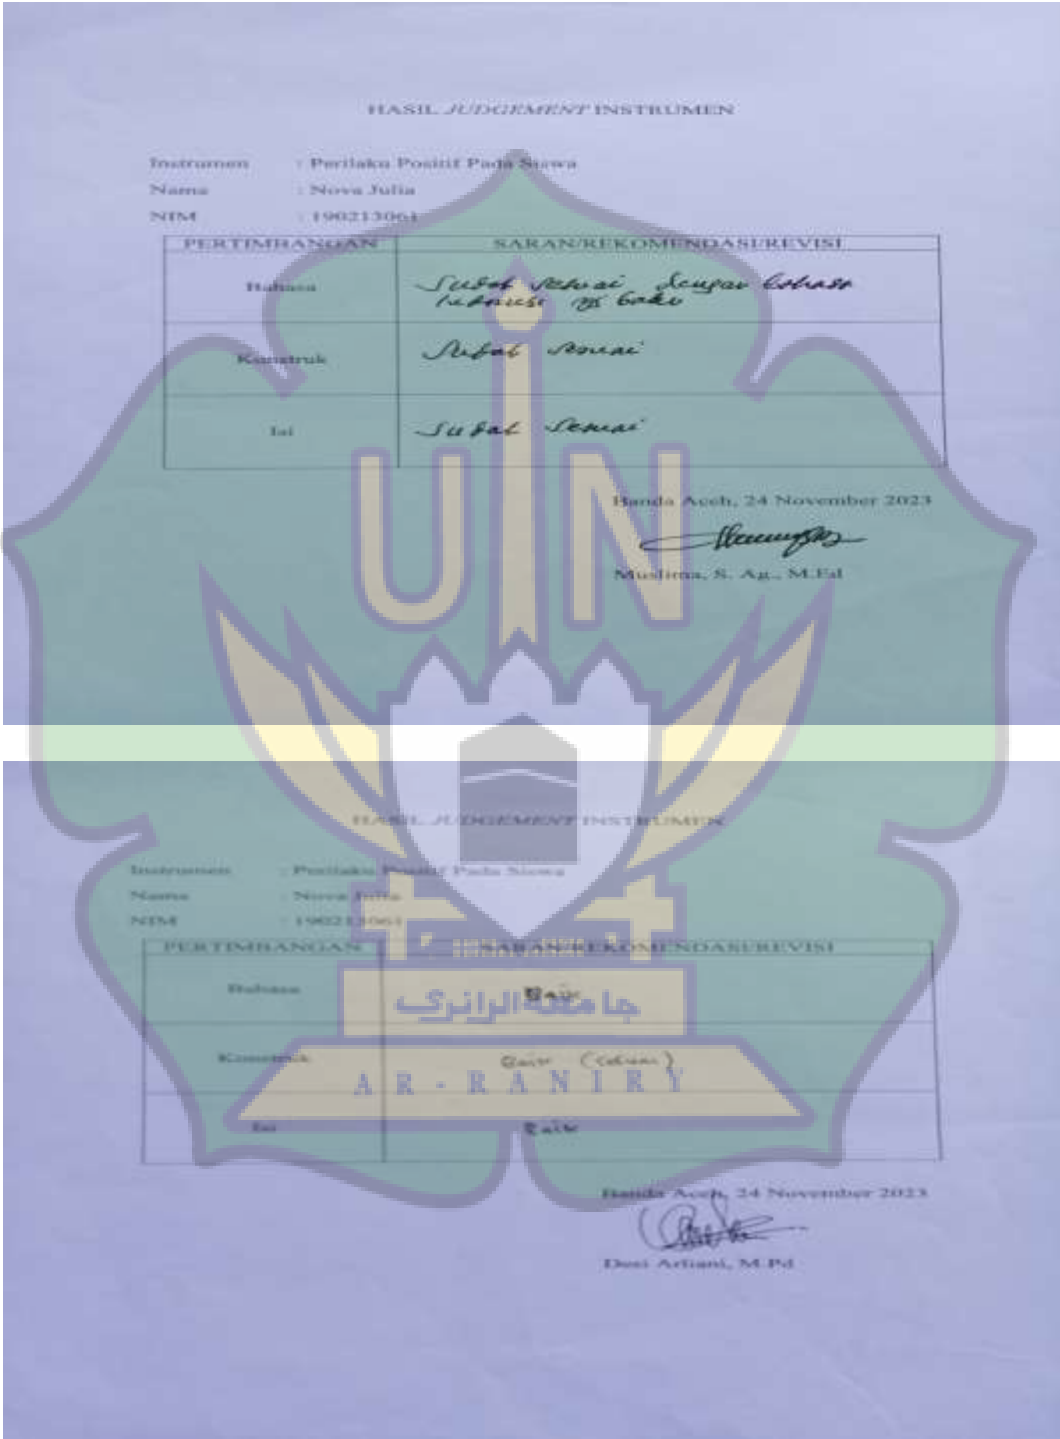 HASIL JUDGEMENT INSTRUMEN
Instrumen : Perilaku Positif Pada Siswa
Nama : Nova Julia
NIM : 190213061
PERTIMBANGAN SARAN/REKOMENDASI/REVISI
Bahasa Sudah sesuai dengan bahasa
yg baku
Konstruk Sudah sesuai
Isi Sudah Sesuai
UIN
Banda Aceh, 24 November 2023
Muslima, S. Ag., M.Ed
HASIL JUDGEMENT INSTRUMEN
Instrumen : Perilaku Positif Pada Siswa
Nama : Nova Julia
NIM : 190213061
PERTIMBANGAN SARAN/REKOMENDASI/REVISI
Bahasa Baik
جامعة الرانري
Konstruk Baik (sesuai)
AR-RANIRY
Isi Baik
Banda Aceh, 24 November 2023
Desi Arliani, M.Pd